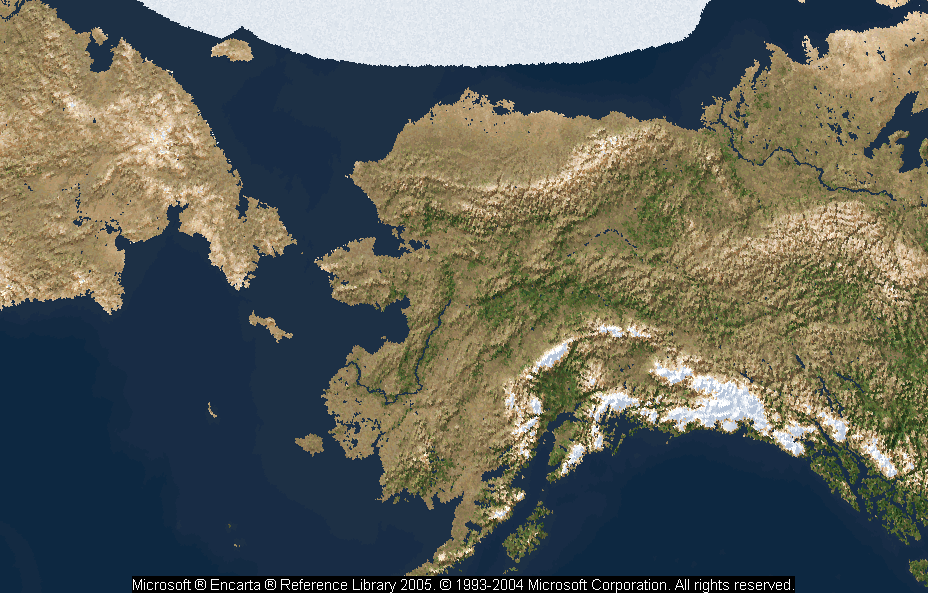 Microsoft ® Encarta ® Reference Library 2005. © 1993-2004 Microsoft Corporation. All rights reserved.